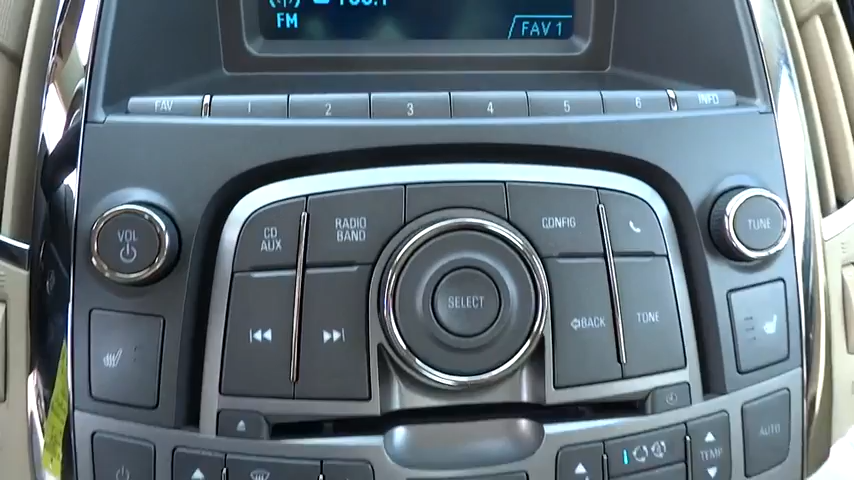 FM
FAV 1
FAV 1 2 3 4 5 6 INFO
VOL
CD
AUX
RADIO
BAND
CONFIG
TUNE
SELECT
BACK
TONE
TEMP
AUTO